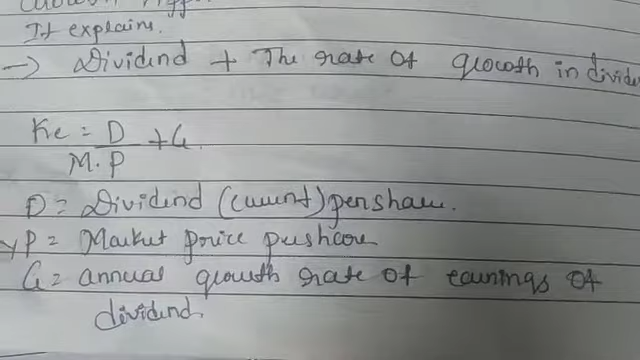 It explains.
→ Dividend + The rate of growth in divide
Ke = D/M.P + G.
D = Dividend (current) per share.
P = Market price per share
G = annual growth rate of earnings of
dividend.